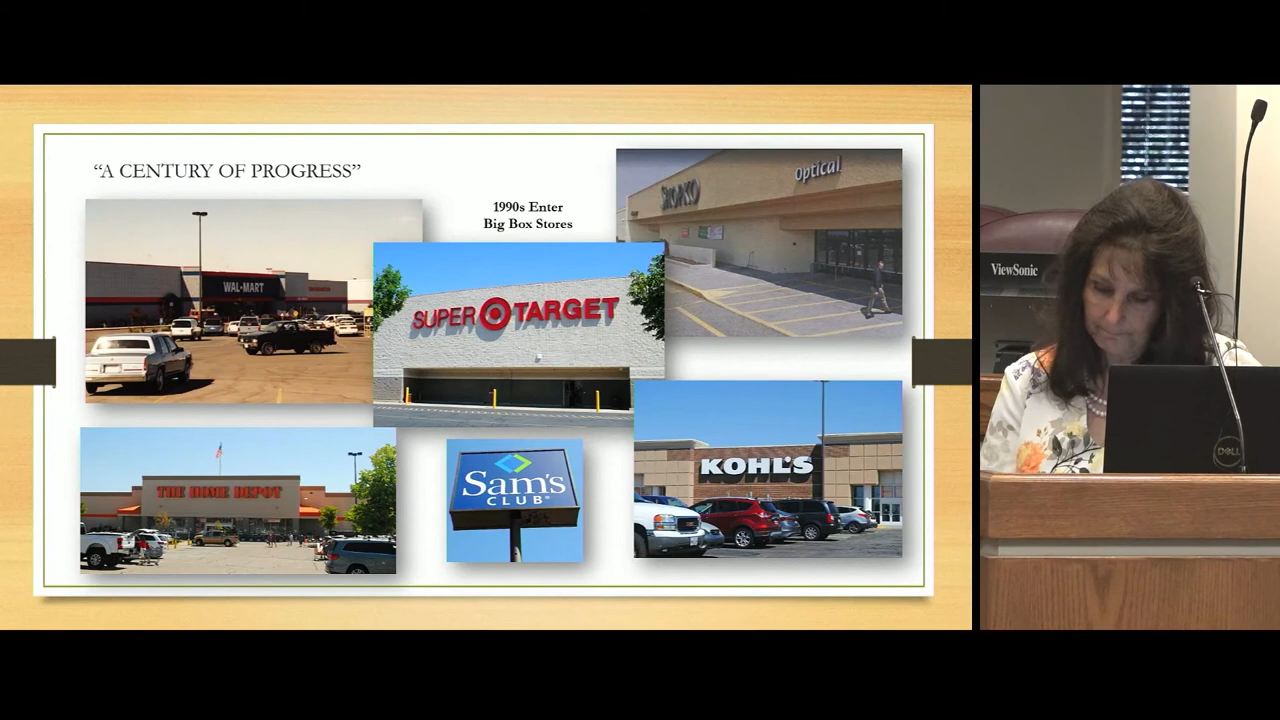 “A CENTURY OF PROGRESS”
1990s Enter
Big Box Stores
WAL-MART
SUPER TARGET
SHOPKO
Optical
THE HOME DEPOT
Sam's
CLUB
KOHL'S
ViewSonic
DELL